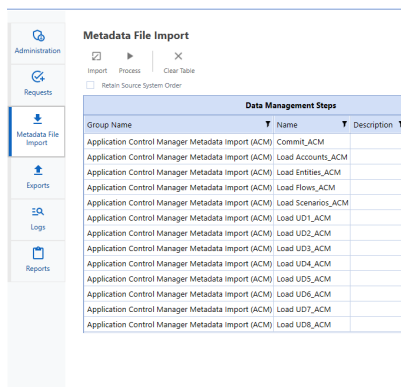 Metadata File Import
Administration
Requests
Metadata File
Import
Exports
Logs
Reports
Import Process Clear Table
Retain Source System Order
Data Management Steps
Group Name Name Description
Application Control Manager Metadata Import (ACM) Commit_ACM
Application Control Manager Metadata Import (ACM) Load Accounts_ACM
Application Control Manager Metadata Import (ACM) Load Entities_ACM
Application Control Manager Metadata Import (ACM) Load Flows_ACM
Application Control Manager Metadata Import (ACM) Load Scenarios_ACM
Application Control Manager Metadata Import (ACM) Load UD1_ACM
Application Control Manager Metadata Import (ACM) Load UD2_ACM
Application Control Manager Metadata Import (ACM) Load UD3_ACM
Application Control Manager Metadata Import (ACM) Load UD4_ACM
Application Control Manager Metadata Import (ACM) Load UD5_ACM
Application Control Manager Metadata Import (ACM) Load UD6_ACM
Application Control Manager Metadata Import (ACM) Load UD7_ACM
Application Control Manager Metadata Import (ACM) Load UD8_ACM